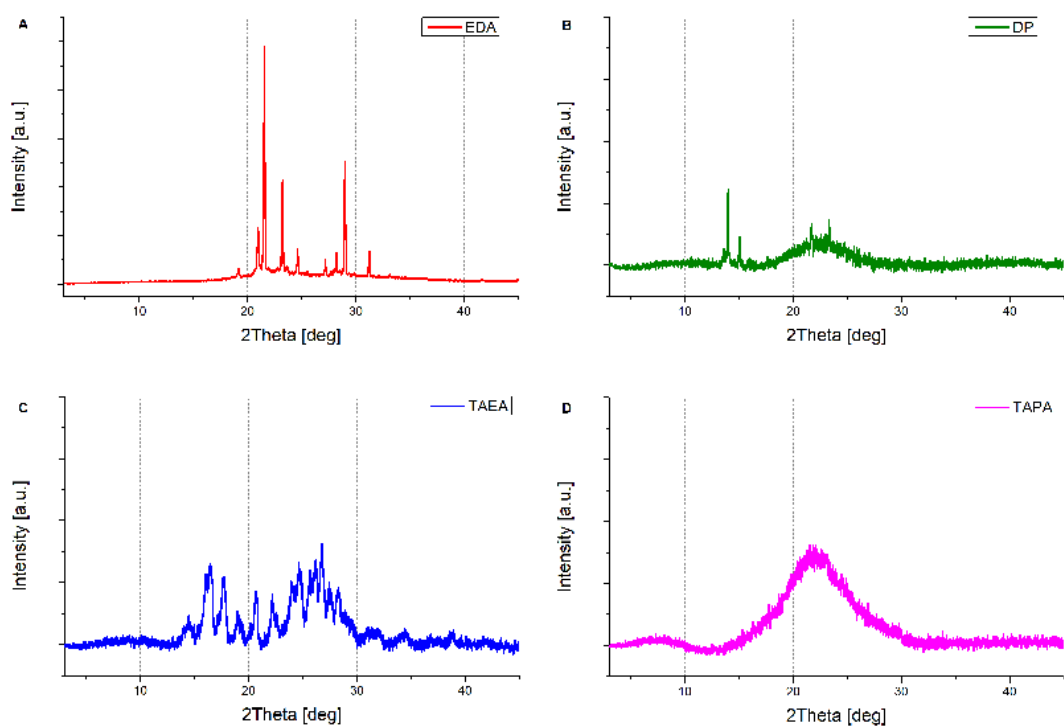 A
EDA
Intensity [a.u.]
10
20
30
40
2Theta [deg]
B
DP
Intensity [a.u.]
10
20
30
40
2Theta [deg]
C
TAEA
Intensity [a.u.]
10
20
30
40
2Theta [deg]
D
TAPA
Intensity [a.u.]
10
20
30
40
2Theta [deg]